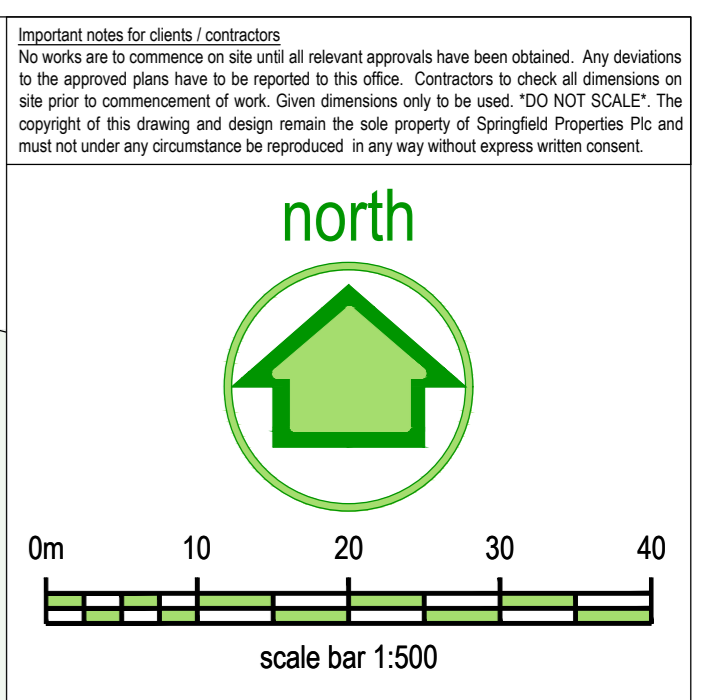 Important notes for clients / contractors
No works are to commence on site until all relevant approvals have been obtained. Any deviations
to the approved plans have to be reported to this office. Contractors to check all dimensions on
site prior to commencement of work. Given dimensions only to be used. *DO NOT SCALE*. The
copyright of this drawing and design remain the sole property of Springfield Properties Plc and
must not under any circumstance be reproduced in any way without express written consent.
north
0m 10 20 30 40
scale bar 1:500